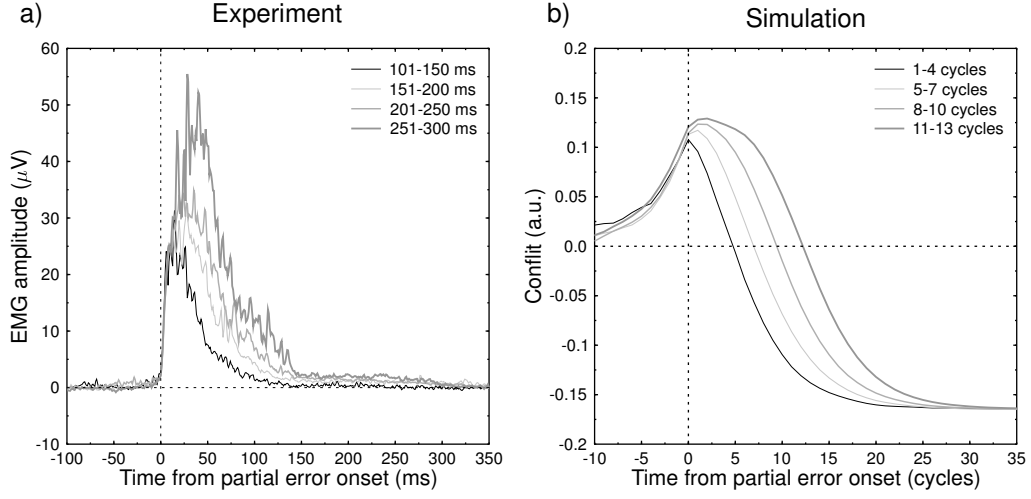 a)
Experiment
EMG amplitude (μV)
60
50
40
30
20
10
0
-10
101-150 ms
151-200 ms
201-250 ms
251-300 ms
-100 -50 0 50 100 150 200 250 300 350
Time from partial error onset (ms)
b)
Simulation
Conflit (a.u.)
0.2
0.15
0.1
0.05
0.0
-0.05
-0.1
-0.15
-0.2
1-4 cycles
5-7 cycles
8-10 cycles
11-13 cycles
-10 -5 0 5 10 15 20 25 30 35
Time from partial error onset (cycles)